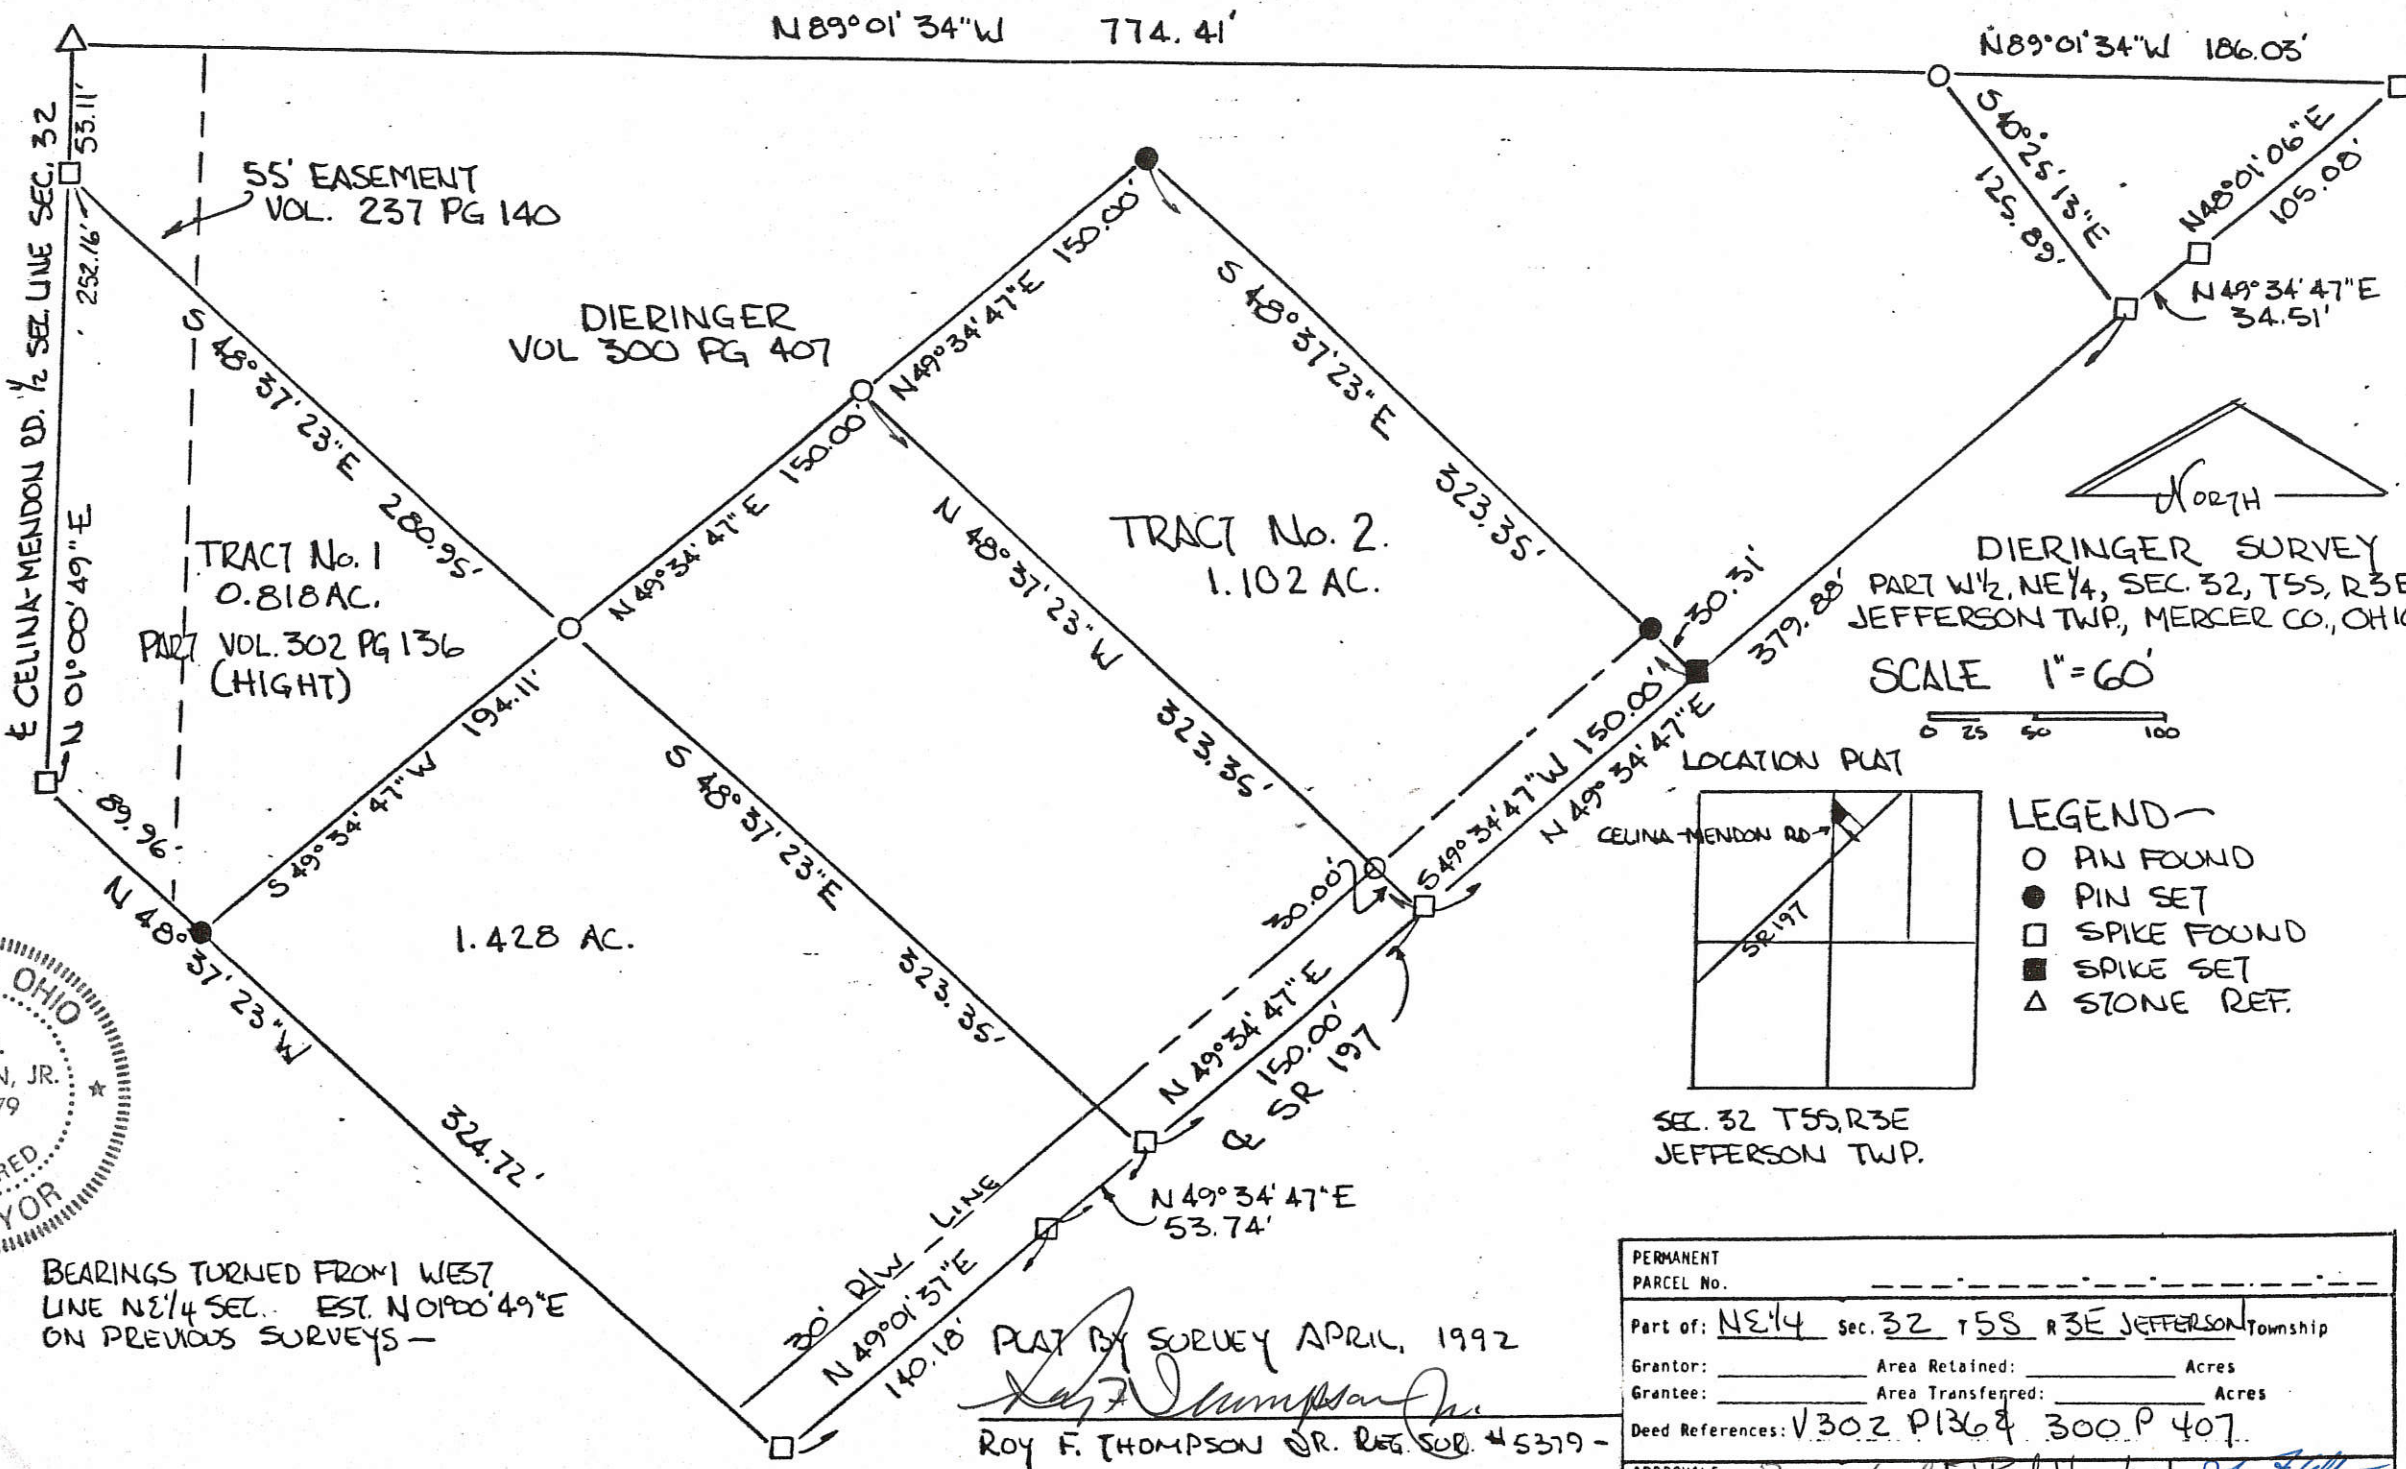 N89°01'34"W 774.41'
N89°01'34"W 186.03'
53.11'
252.16'
℄ CELINA-MENDON RD. 1/2 SEC. LINE SEC. 32
N 01°00'49"E
55' EASEMENT
VOL. 237 PG 140
S 48°37'23"E 280.95'
DIERINGER
VOL 300 PG 407
N49°34'47"E 150.00'
N49°34'47"E 150.00'
S 48°37'23"E 323.35'
S 40°25'13"E
125.89'
N48°01'06"E
105.08'
N49°34'47"E
34.51'
NORTH
TRACT No. 1
0.818 AC.
PART VOL. 302 PG 136
(HIGHT)
S 49°34'47"W 194.11'
89.96'
N 48°37'23"W
324.72'
1.428 AC.
S 48°37'23"E
323.35'
N 48°37'23"W
323.35'
TRACT No. 2.
1.102 AC.
30.31'
379.88'
S49°34'47"W 150.00'
N 49°34'47"E
30.00'
N 49°34'47"E
150.00'
℄ SR 197
N49°34'47"E
53.74'
30' R/W LINE
N 49°01'37"E
140.18'
DIERINGER SURVEY
PART W1/2, NE1/4, SEC. 32, T5S, R3E
JEFFERSON TWP., MERCER CO., OHIO
SCALE 1"=60'
0 25 50 100
LOCATION PLAT
CELINA-MENDON RD
SR 197
SEC. 32 T5S, R3E
JEFFERSON TWP.
LEGEND
PIN FOUND
PIN SET
SPIKE FOUND
SPIKE SET
STONE REF.
OHIO
JR.
79
YOR
BEARINGS TURNED FROM WEST
LINE NE1/4 SEC. EST. N 01°00'49"E
ON PREVIOUS SURVEYS —
PLAT BY SURVEY APRIL, 1992
Roy F. Thompson Jr.
ROY F. THOMPSON JR. REG. SUR. #5379 -
PERMANENT
PARCEL No.
Part of: NE1/4 Sec. 32 T 5S R 3E JEFFERSON Township
Grantor: Area Retained: Acres
Grantee: Area Transferred: Acres
Deed References: V302 P136 & 300 P 407